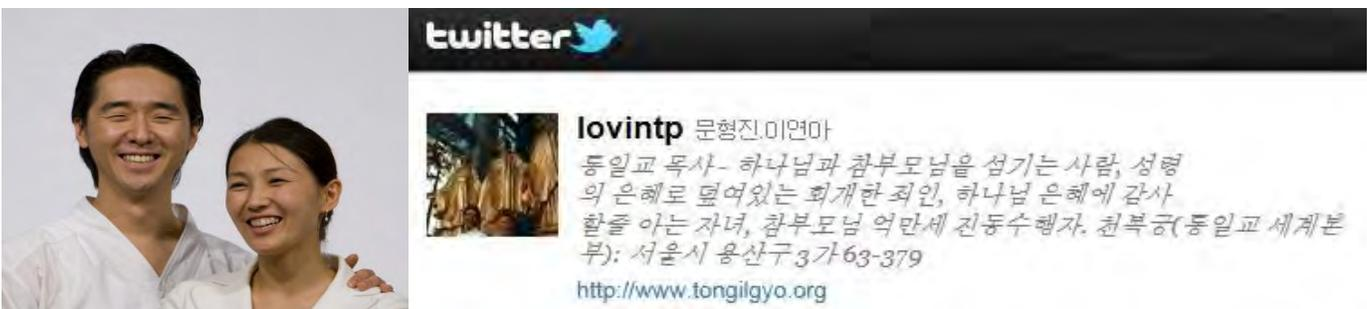 twitter
lovintp 문형진.이연아
통일교 목사- 하나님과 참부모님을 섬기는 사람, 성령
의 은혜로 덮여있는 회개한 죄인, 하나님 은혜에 감사
할줄 아는 자녀, 참부모님 억만세 진동수행자. 천복궁(통일교 세계본
부): 서울시 용산구 3가 63-379
http://www.tongilgyo.org